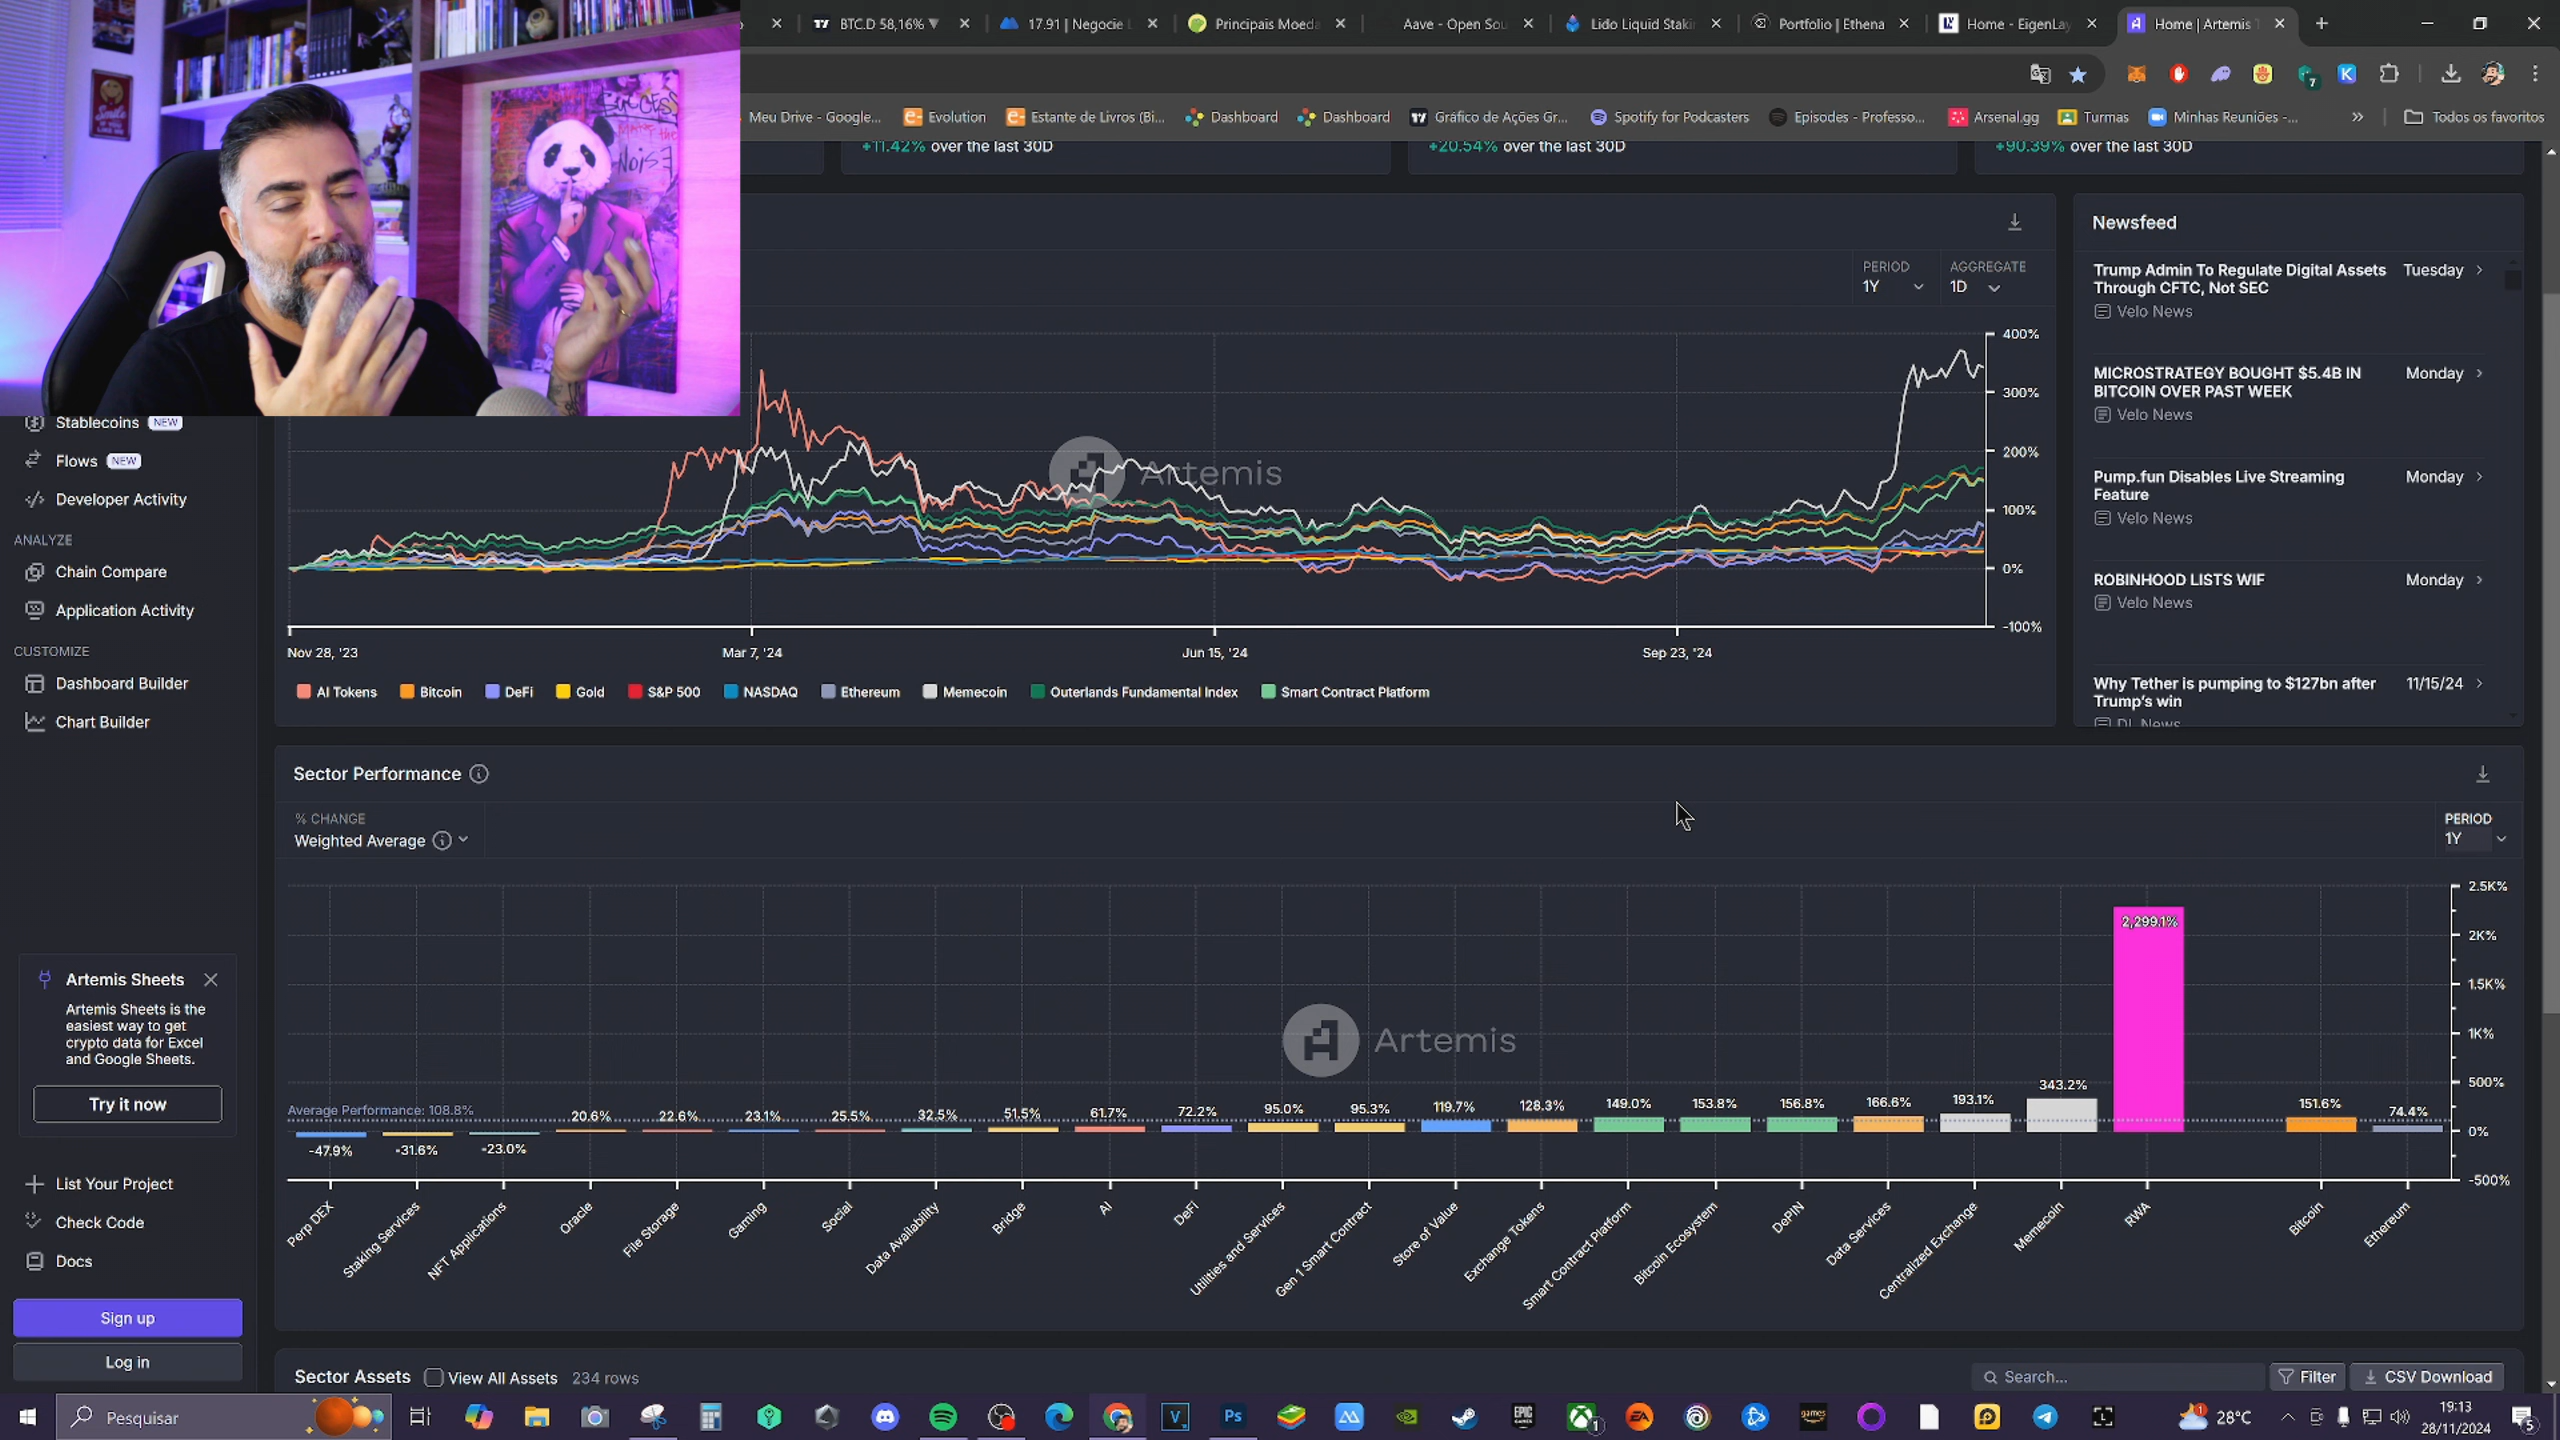 BTC.D 58,16% ▼
17.91 | Negocie
Principais Moeda
Aave - Open Sou
Lido Liquid Staki
Portfolio | Ethena
Home - EigenLay
Home | Artemis
7
Meu Drive - Google...
Evolution
Estante de Livros (Bi...
Dashboard
Dashboard
Gráfico de Ações Gr...
Spotify for Podcasters
Episodes - Professo...
Arsenal.gg
Turmas
Minhas Reuniões -...
Todos os favoritos
SUCCESS
MAKE the
NOISE
+11.42% over the last 30D
+20.54% over the last 30D
+90.39% over the last 30D
PERIOD
1Y
AGGREGATE
1D
400%
300%
200%
100%
0%
-100%
Artemis
Nov 28, '23
Mar 7, '24
Jun 15, '24
Sep 23, '24
AI Tokens
Bitcoin
DeFi
Gold
S&P 500
NASDAQ
Ethereum
Memecoin
Outerlands Fundamental Index
Smart Contract Platform
Newsfeed
Trump Admin To Regulate Digital Assets
Through CFTC, Not SEC
Tuesday
Velo News
MICROSTRATEGY BOUGHT $5.4B IN
BITCOIN OVER PAST WEEK
Monday
Velo News
Pump.fun Disables Live Streaming
Feature
Monday
Velo News
ROBINHOOD LISTS WIF
Monday
Velo News
Why Tether is pumping to $127bn after
Trump's win
11/15/24
DL News
Stablecoins NEW
Flows NEW
Developer Activity
ANALYZE
Chain Compare
Application Activity
CUSTOMIZE
Dashboard Builder
Chart Builder
Artemis Sheets
Artemis Sheets is the
easiest way to get
crypto data for Excel
and Google Sheets.
Try it now
List Your Project
Check Code
Docs
Sign up
Log in
Sector Performance
% CHANGE
Weighted Average
PERIOD
1Y
2.5K%
2K%
1.5K%
1K%
500%
0%
-500%
Artemis
Average Performance: 108.8%
-47.9%
-31.6%
-23.0%
20.6%
22.6%
23.1%
25.5%
32.5%
51.5%
61.7%
72.2%
95.0%
95.3%
119.7%
128.3%
149.0%
153.8%
156.8%
166.6%
193.1%
343.2%
2,299.1%
151.6%
74.4%
Perp DEX
Staking Services
NFT Applications
Oracle
File Storage
Gaming
Social
Data Availability
Bridge
AI
DeFi
Utilities and Services
Gen 1 Smart Contract
Store of Value
Exchange Tokens
Smart Contract Platform
Bitcoin Ecosystem
DePIN
Data Services
Centralized Exchange
Memecoin
RWA
Bitcoin
Ethereum
Sector Assets
View All Assets
234 rows
Search...
Filter
CSV Download
Pesquisar
28°C
19:13
28/11/2024
5